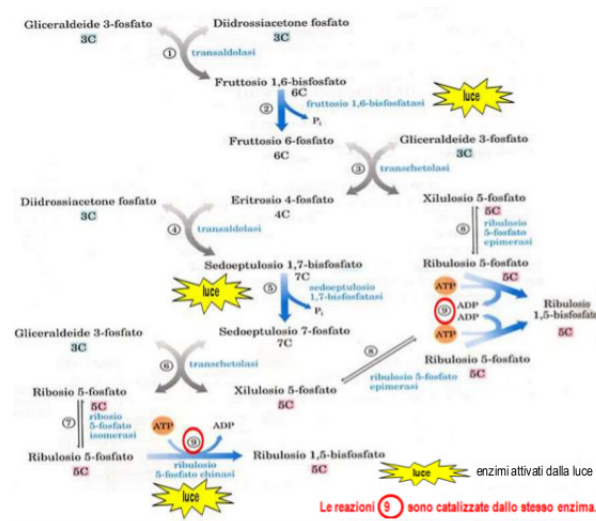 Gliceraldeide 3-fosfato
3C
Diidrossiacetone fosfato
3C
1
transaldolasi
Fruttosio 1,6-bisfosfato
6C
luce
2
fruttosio 1,6-bisfosfatasi
Pi
Fruttosio 6-fosfato
6C
Gliceraldeide 3-fosfato
3C
3
transchetolasi
Diidrossiacetone fosfato
3C
Eritrosio 4-fosfato
4C
Xilulosio 5-fosfato
5C
4
transaldolasi
8
ribulosio
5-fosfato
epimerasi
Sedoeptulosio 1,7-bisfosfato
7C
Ribulosio 5-fosfato
5C
luce
5
sedoeptulosio
1,7-bisfosfatasi
Pi
ATP
ADP
9
ADP
ATP
Ribulosio
1,5-bisfosfato
5C
Gliceraldeide 3-fosfato
3C
Sedoeptulosio 7-fosfato
7C
6
transchetolasi
8
Ribulosio 5-fosfato
5C
ribulosio 5-fosfato
epimerasi
Ribosio 5-fosfato
5C
Xilulosio 5-fosfato
5C
7
ribosio
5-fosfato
isomerasi
ATP
9
ADP
Ribulosio 5-fosfato
5C
ribulosio
5-fosfato chinasi
Ribulosio 1,5-bisfosfato
5C
luce
luce
enzimi attivati dalla luce
Le reazioni 9 sono catalizzate dallo stesso enzima.